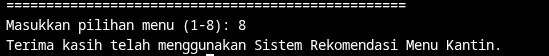 ==================================================
Masukkan pilihan menu (1-8): 8
Terima kasih telah menggunakan Sistem Rekomendasi Menu Kantin.